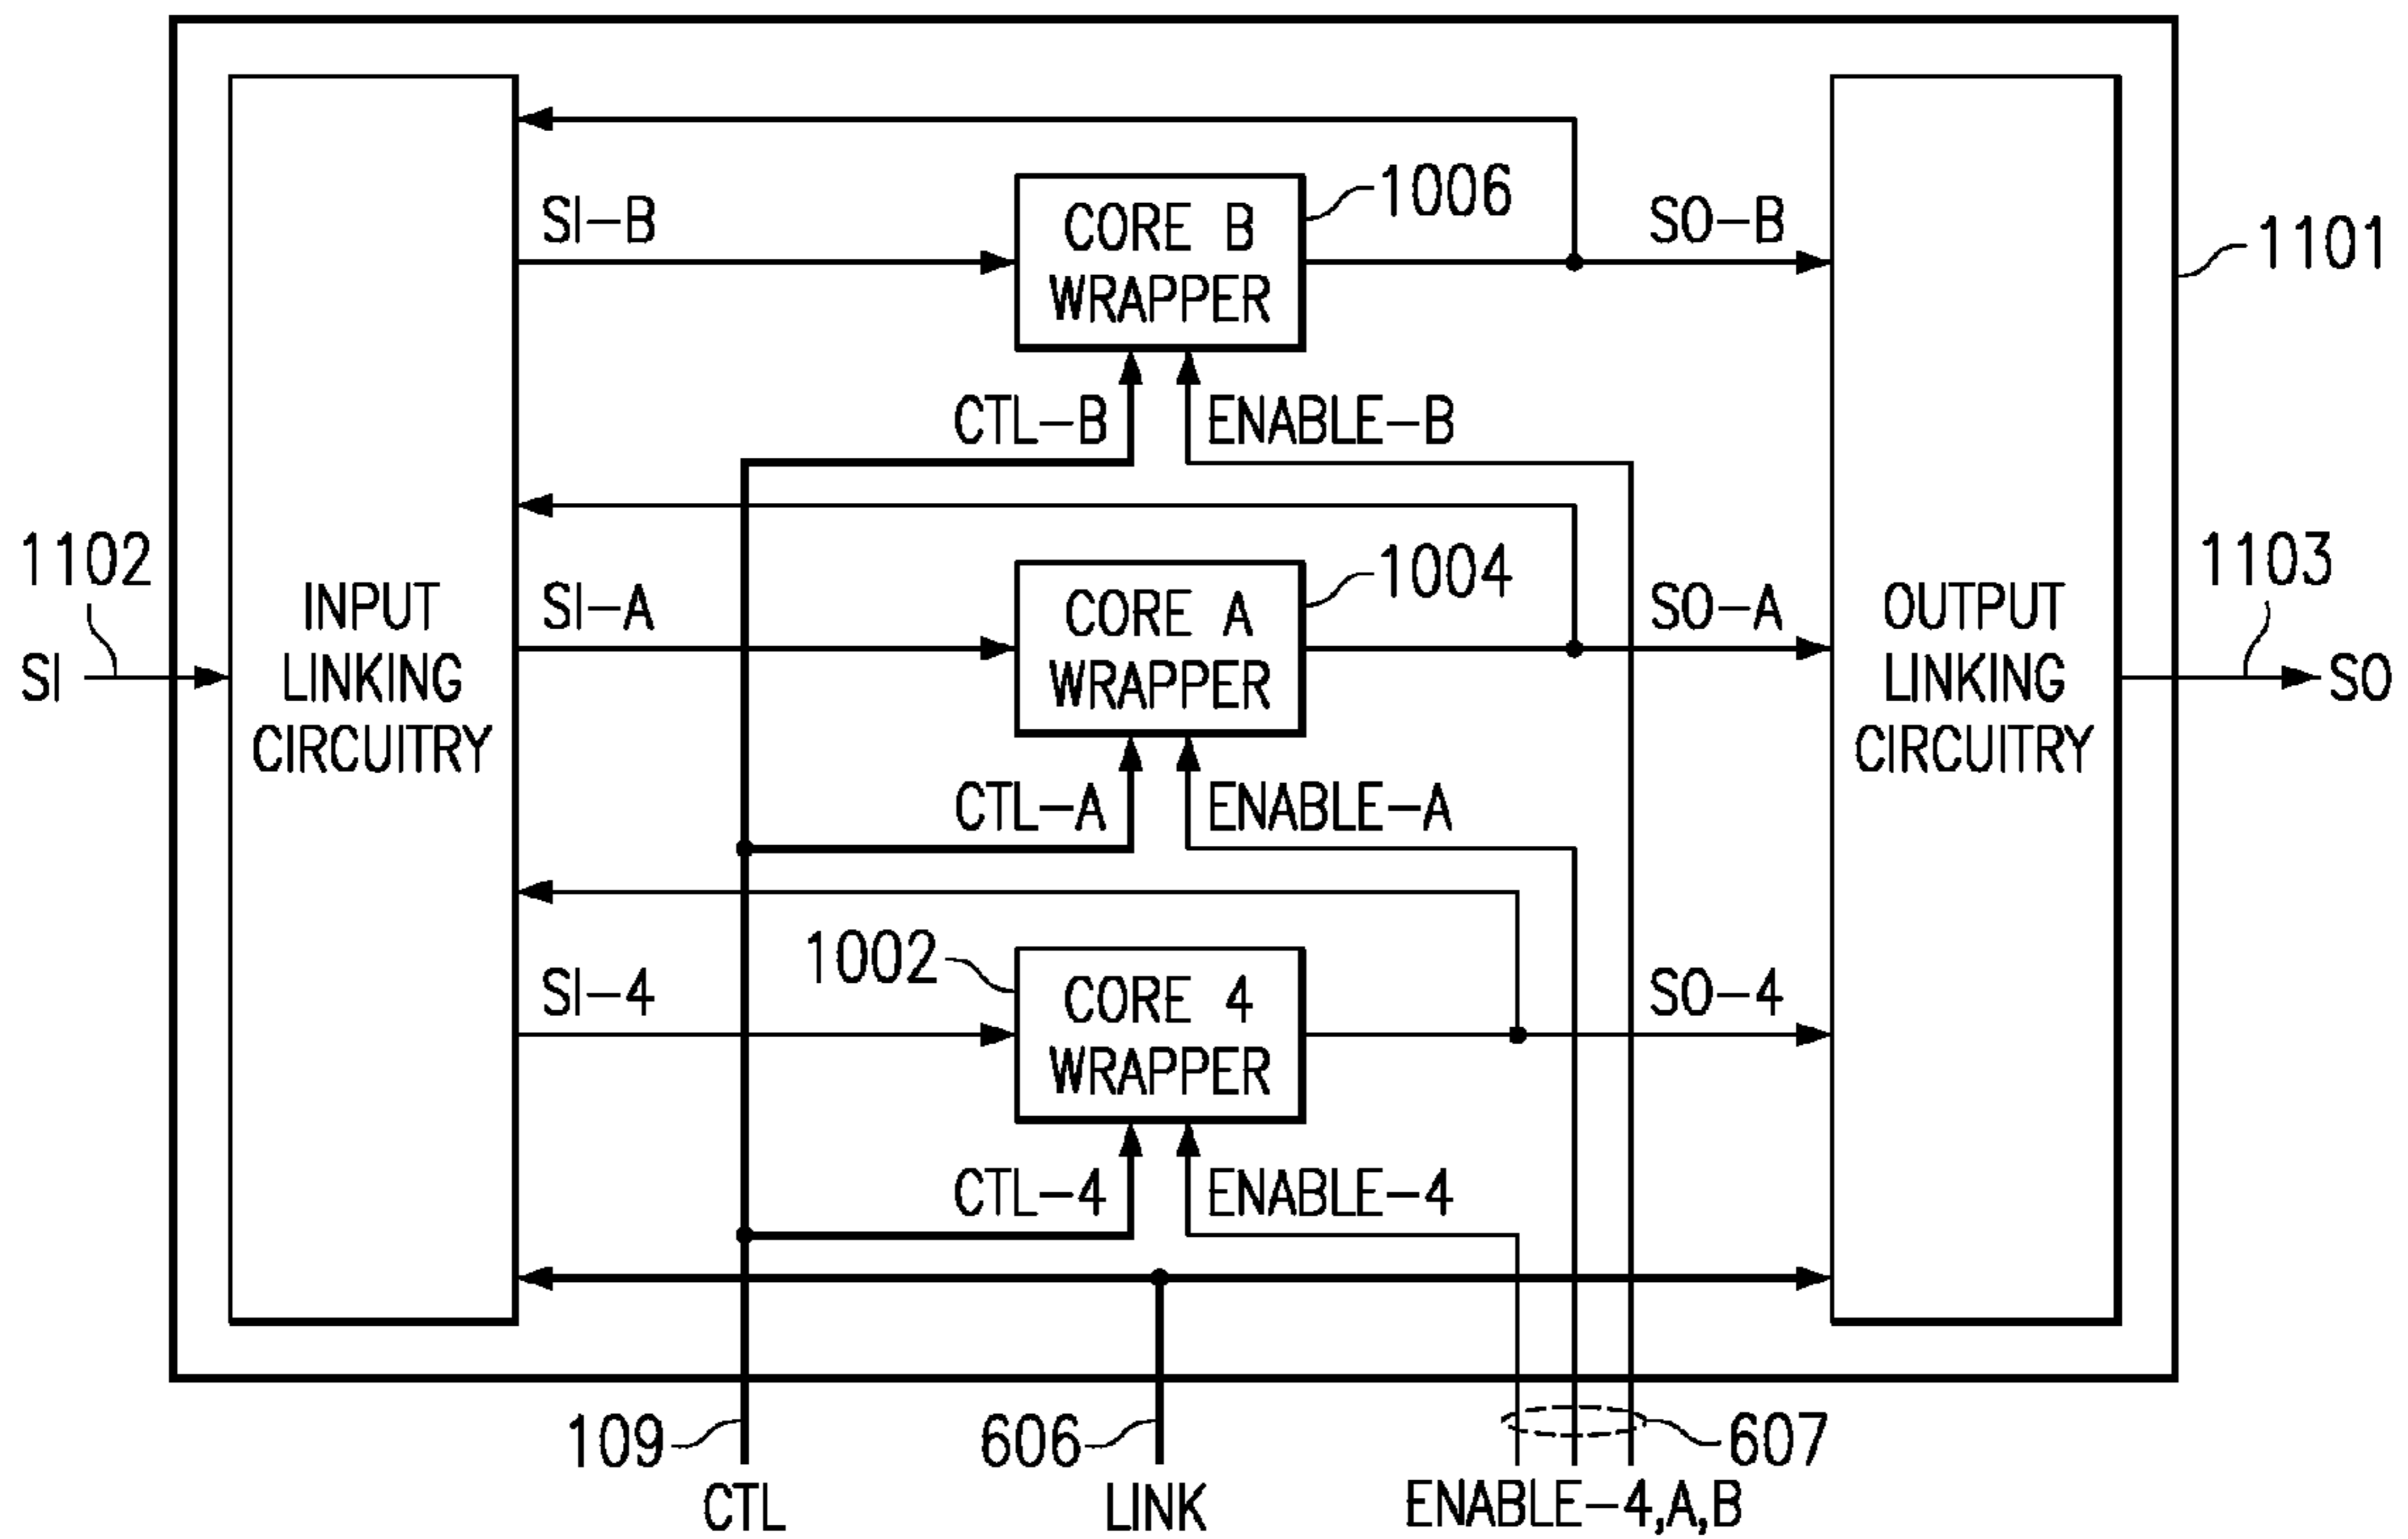 1006
SI-B
CORE B
WRAPPER
SO-B
1101
CTL-B
ENABLE-B
1102
SI
INPUT
LINKING
CIRCUITRY
SI-A
CORE A
WRAPPER
1004
SO-A
OUTPUT
LINKING
CIRCUITRY
1103
SO
CTL-A
ENABLE-A
1002
SI-4
CORE 4
WRAPPER
SO-4
CTL-4
ENABLE-4
109
606
607
CTL
LINK
ENABLE-4,A,B